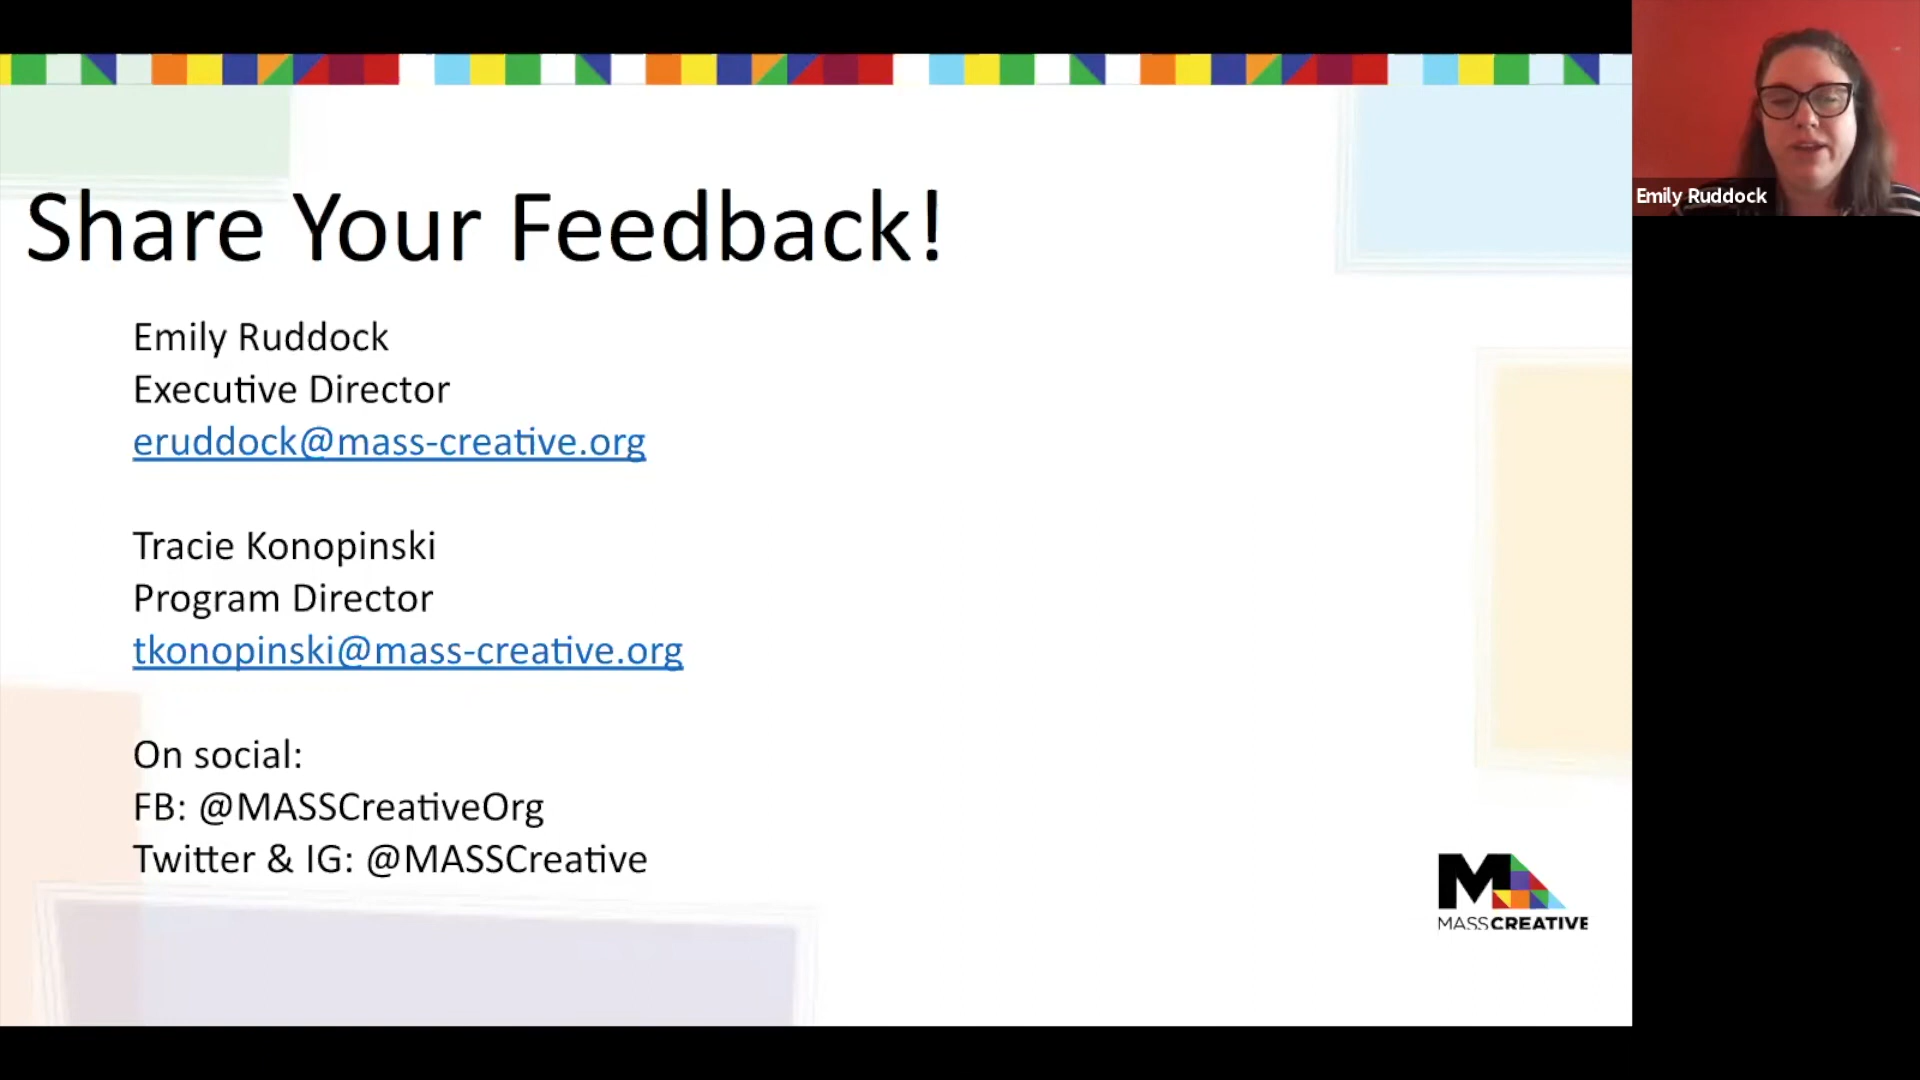 Share Your Feedback!
Emily Ruddock
Executive Director
eruddock@mass-creative.org
Tracie Konopinski
Program Director
tkonopinski@mass-creative.org
On social:
FB: @MASSCreativeOrg
Twitter & IG: @MASSCreative
M
MASSCREATIVE
Emily Ruddock